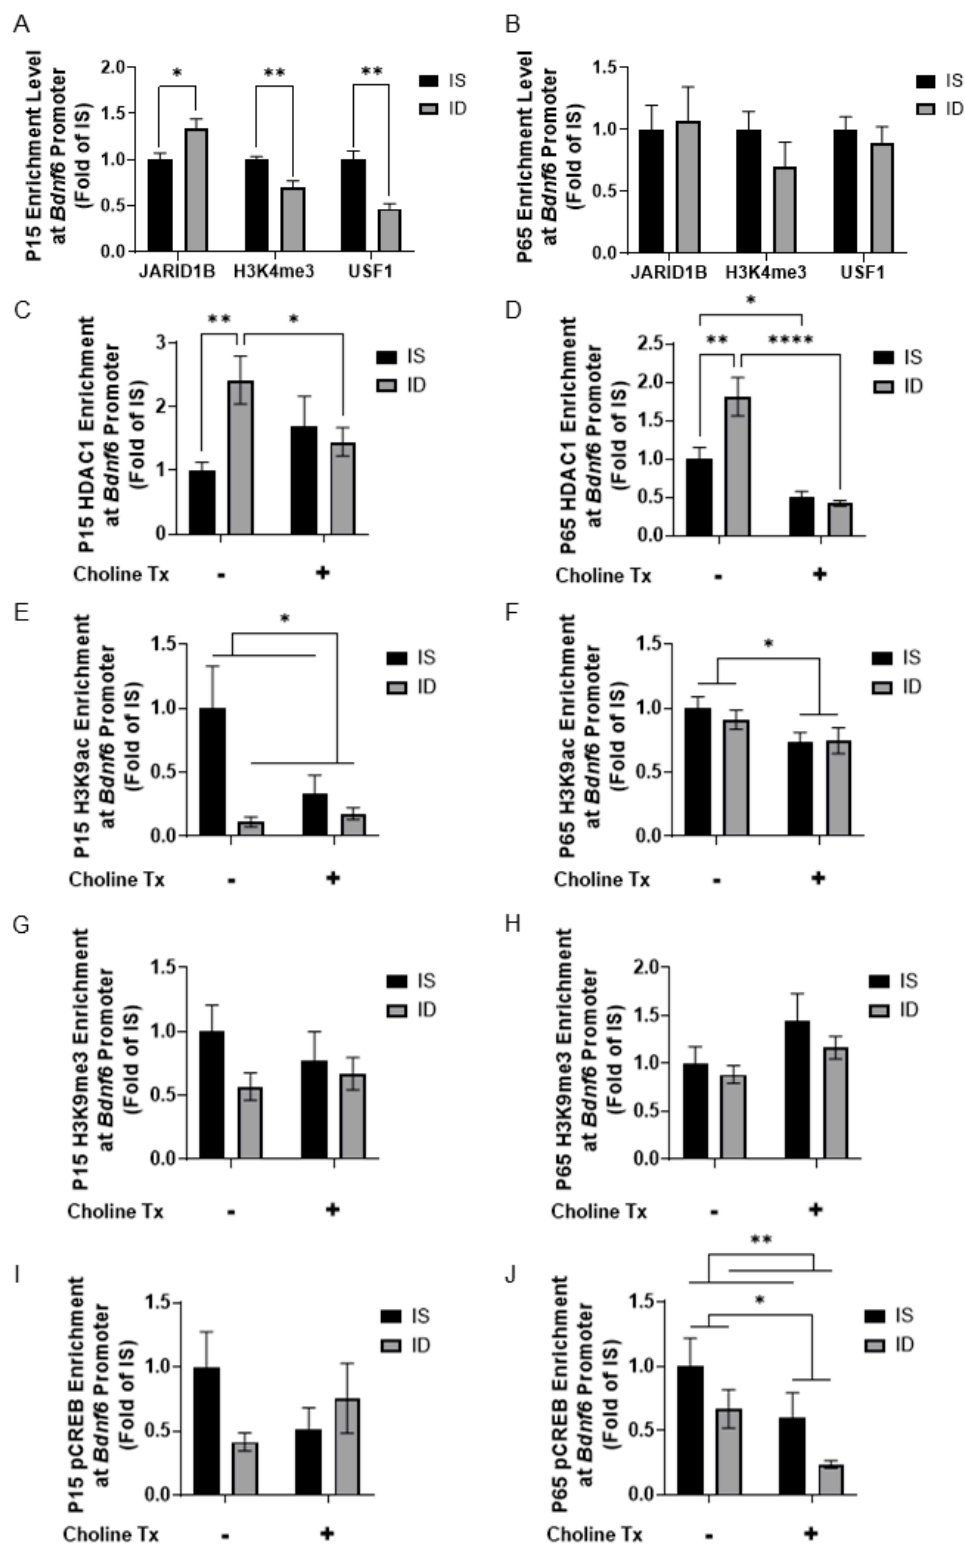 A
P15 Enrichment Level
at Bdnf6 Promoter
(Fold of IS)
2.0
1.5
1.0
0.5
0.0
*
**
**
IS
ID
JARID1B H3K4me3 USF1
B
P65 Enrichment Level
at Bdnf6 Promoter
(Fold of IS)
1.5
1.0
0.5
0.0
IS
ID
JARID1B H3K4me3 USF1
C
P15 HDAC1 Enrichment
at Bdnf6 Promoter
(Fold of IS)
3
2
1
0
**
*
IS
ID
Choline Tx - +
D
P65 HDAC1 Enrichment
at Bdnf6 Promoter
(Fold of IS)
2.5
2.0
1.5
1.0
0.5
0.0
*
**
****
IS
ID
Choline Tx - +
E
P15 H3K9ac Enrichment
at Bdnf6 Promoter
(Fold of IS)
1.5
1.0
0.5
0.0
*
IS
ID
Choline Tx - +
F
P65 H3K9ac Enrichment
at Bdnf6 Promoter
(Fold of IS)
1.5
1.0
0.5
0.0
*
IS
ID
Choline Tx - +
G
P15 H3K9me3 Enrichment
at Bdnf6 Promoter
(Fold of IS)
1.5
1.0
0.5
0.0
IS
ID
Choline Tx - +
H
P65 H3K9me3 Enrichment
at Bdnf6 Promoter
(Fold of IS)
2.0
1.5
1.0
0.5
0.0
IS
ID
Choline Tx - +
I
P15 pCREB Enrichment
at Bdnf6 Promoter
(Fold of IS)
1.5
1.0
0.5
0.0
IS
ID
Choline Tx - +
J
P65 pCREB Enrichment
at Bdnf6 Promoter
(Fold of IS)
1.5
1.0
0.5
0.0
**
*
IS
ID
Choline Tx - +